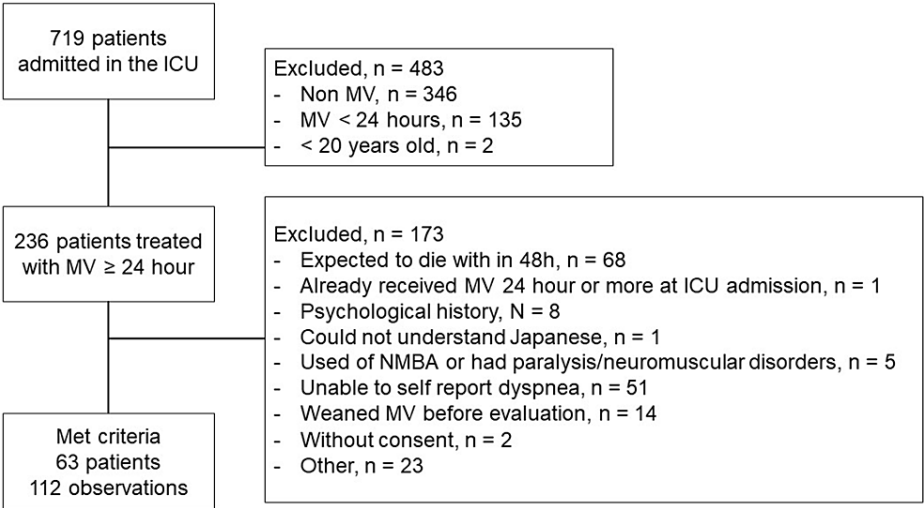 719 patients
admitted in the ICU
Excluded, n = 483
- Non MV, n = 346
- MV < 24 hours, n = 135
- < 20 years old, n = 2
236 patients treated
with MV ≥ 24 hour
Excluded, n = 173
- Expected to die with in 48h, n = 68
- Already received MV 24 hour or more at ICU admission, n = 1
- Psychological history, N = 8
- Could not understand Japanese, n = 1
- Used of NMBA or had paralysis/neuromuscular disorders, n = 5
- Unable to self report dyspnea, n = 51
- Weaned MV before evaluation, n = 14
- Without consent, n = 2
- Other, n = 23
Met criteria
63 patients
112 observations